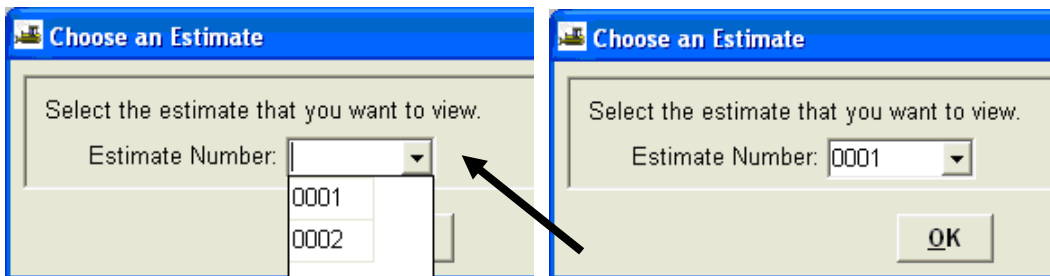 Choose an Estimate
Select the estimate that you want to view.
Estimate Number:
0001
0002
Choose an Estimate
Select the estimate that you want to view.
Estimate Number: 0001
OK